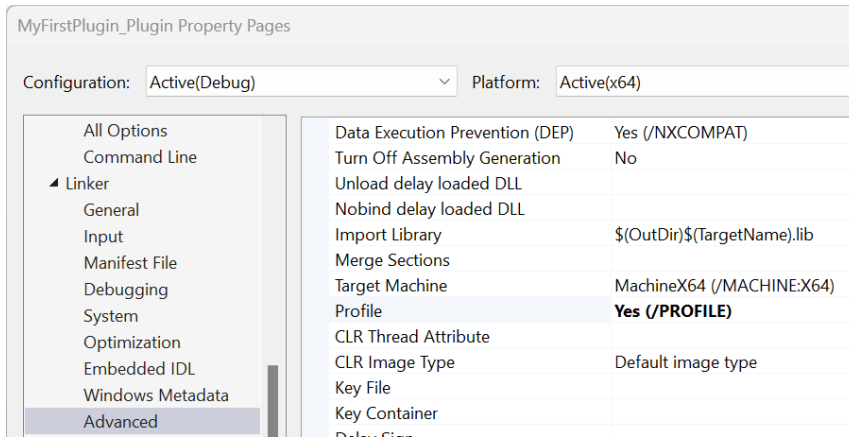 MyFirstPlugin_Plugin Property Pages
Configuration: Active(Debug) Platform: Active(x64)
All Options
Command Line
Linker
General
Input
Manifest File
Debugging
System
Optimization
Embedded IDL
Windows Metadata
Advanced
Data Execution Prevention (DEP) Yes (/NXCOMPAT)
Turn Off Assembly Generation No
Unload delay loaded DLL
Nobind delay loaded DLL
Import Library $(OutDir)$(TargetName).lib
Merge Sections
Target Machine MachineX64 (/MACHINE:X64)
Profile Yes (/PROFILE)
CLR Thread Attribute
CLR Image Type Default image type
Key File
Key Container
Delay Sign